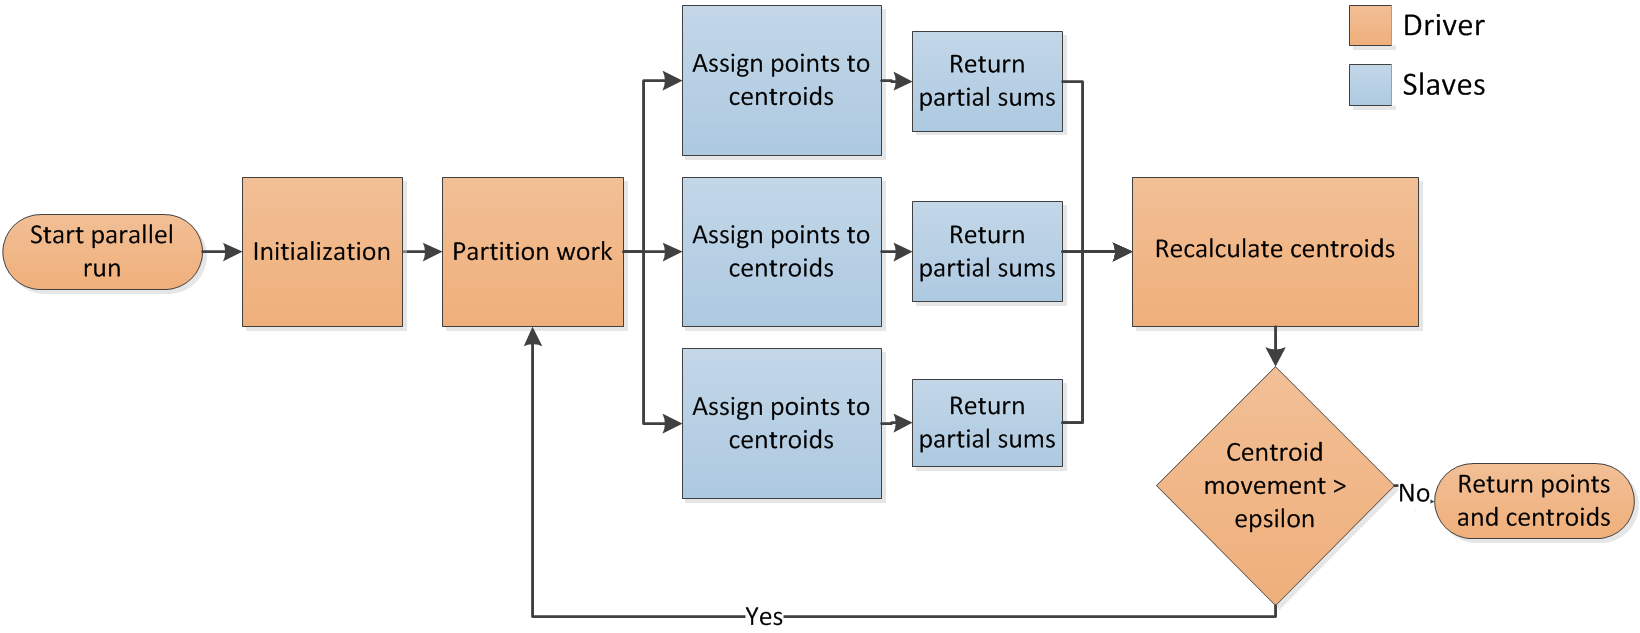 Driver
Slaves
Start parallel
run
Initialization
Partition work
Assign points to
centroids
Return
partial sums
Assign points to
centroids
Return
partial sums
Assign points to
centroids
Return
partial sums
Recalculate centroids
Centroid
movement >
epsilon
No
Return points
and centroids
Yes